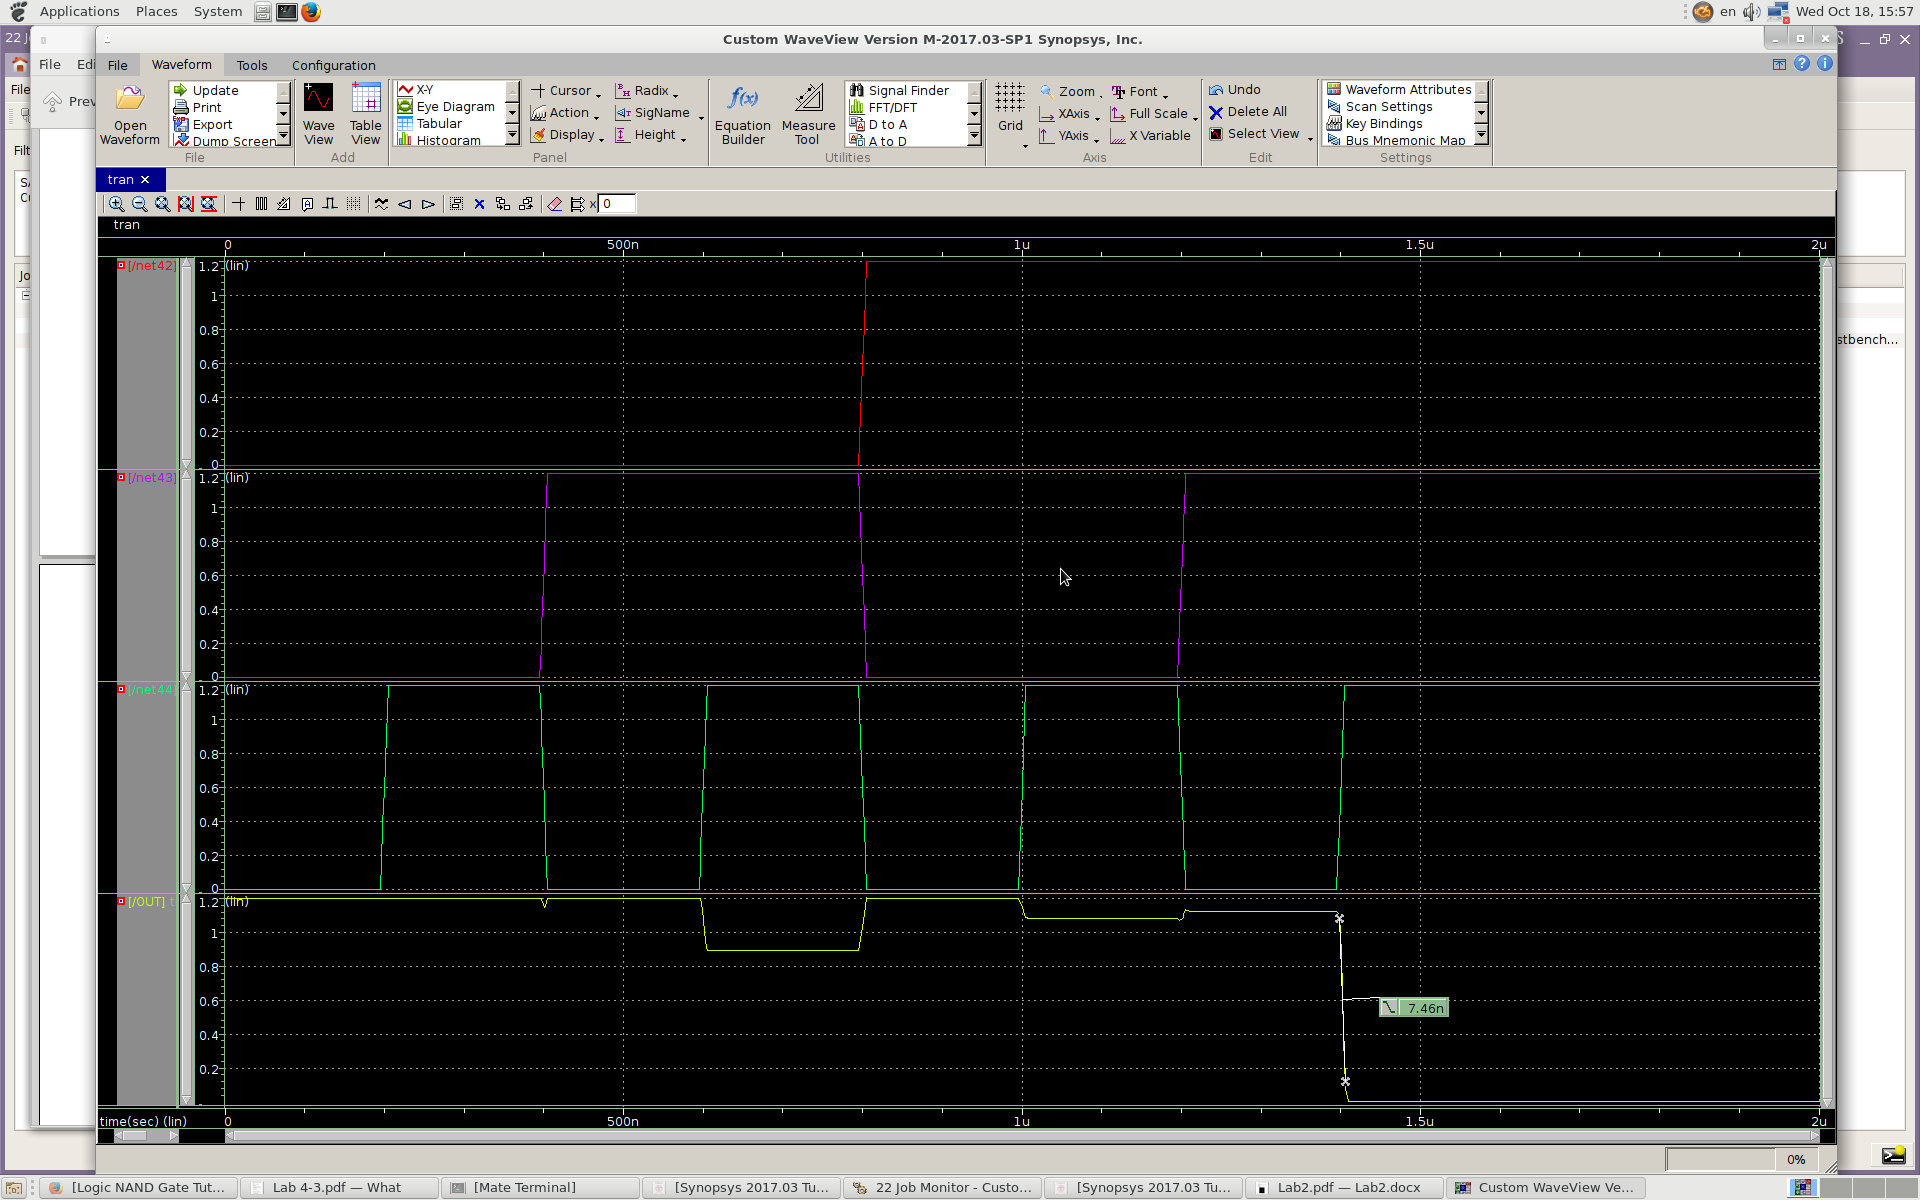 Applications Places System en Wed Oct 18, 15:57
22 J
Custom WaveView Version M-2017.03-SP1 Synopsys, Inc.
S
File Edi
File Waveform Tools Configuration
File
Prev
Open Waveform
Update
Print
Export
Dump Screen
File
Wave View
Table View
Add
X-Y
Eye Diagram
Tabular
Histogram
Cursor
Action
Display
Radix
SigName
Height
Panel
Equation Builder
Measure Tool
Signal Finder
FFT/DFT
D to A
A to D
Utilities
Grid
Zoom
XAxis
YAxis
Font
Full Scale
X Variable
Axis
Undo
Delete All
Select View
Edit
Waveform Attributes
Scan Settings
Key Bindings
Bus Mnemonic Map
Settings
Filt
tran
x 0
tran
0 500n 1u 1.5u 2u
Jo
stbench...
[/net42] 1.2 (lin)
1
0.8
0.6
0.4
0.2
0
[/net43] 1.2 (lin)
1
0.8
0.6
0.4
0.2
0
[/net44] 1.2 (lin)
1
0.8
0.6
0.4
0.2
0
[/OUT] t 1.2 (lin)
1
0.8
0.6
7.46n
0.4
0.2
time(sec) (lin) 0 500n 1u 1.5u 2u
0%
[Logic NAND Gate Tut... Lab 4-3.pdf — What [Mate Terminal] [Synopsys 2017.03 Tu... 22 Job Monitor - Custo... [Synopsys 2017.03 Tu... Lab2.pdf — Lab2.docx Custom WaveView Ve...